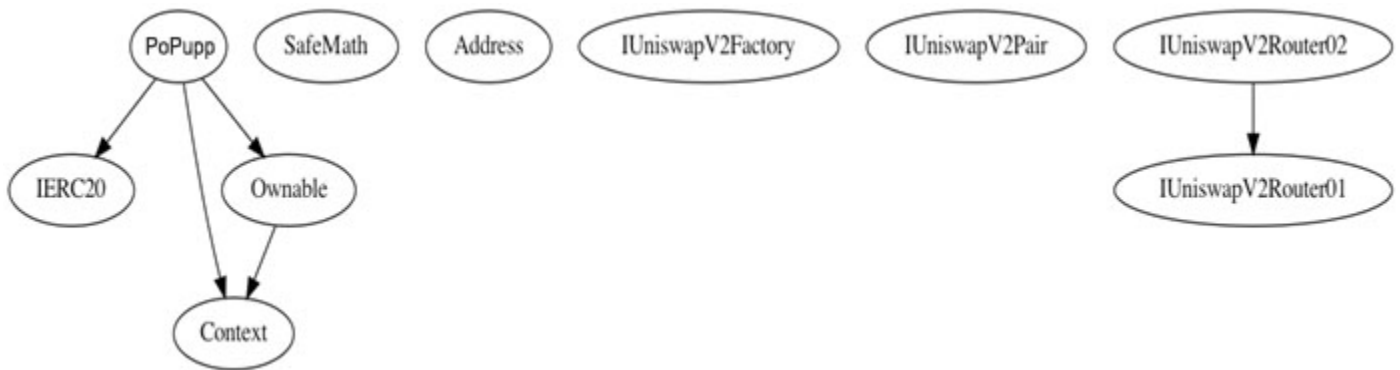 PoPupp
SafeMath
Address
IUniswapV2Factory
IUniswapV2Pair
IUniswapV2Router02
IERC20
Ownable
IUniswapV2Router01
Context